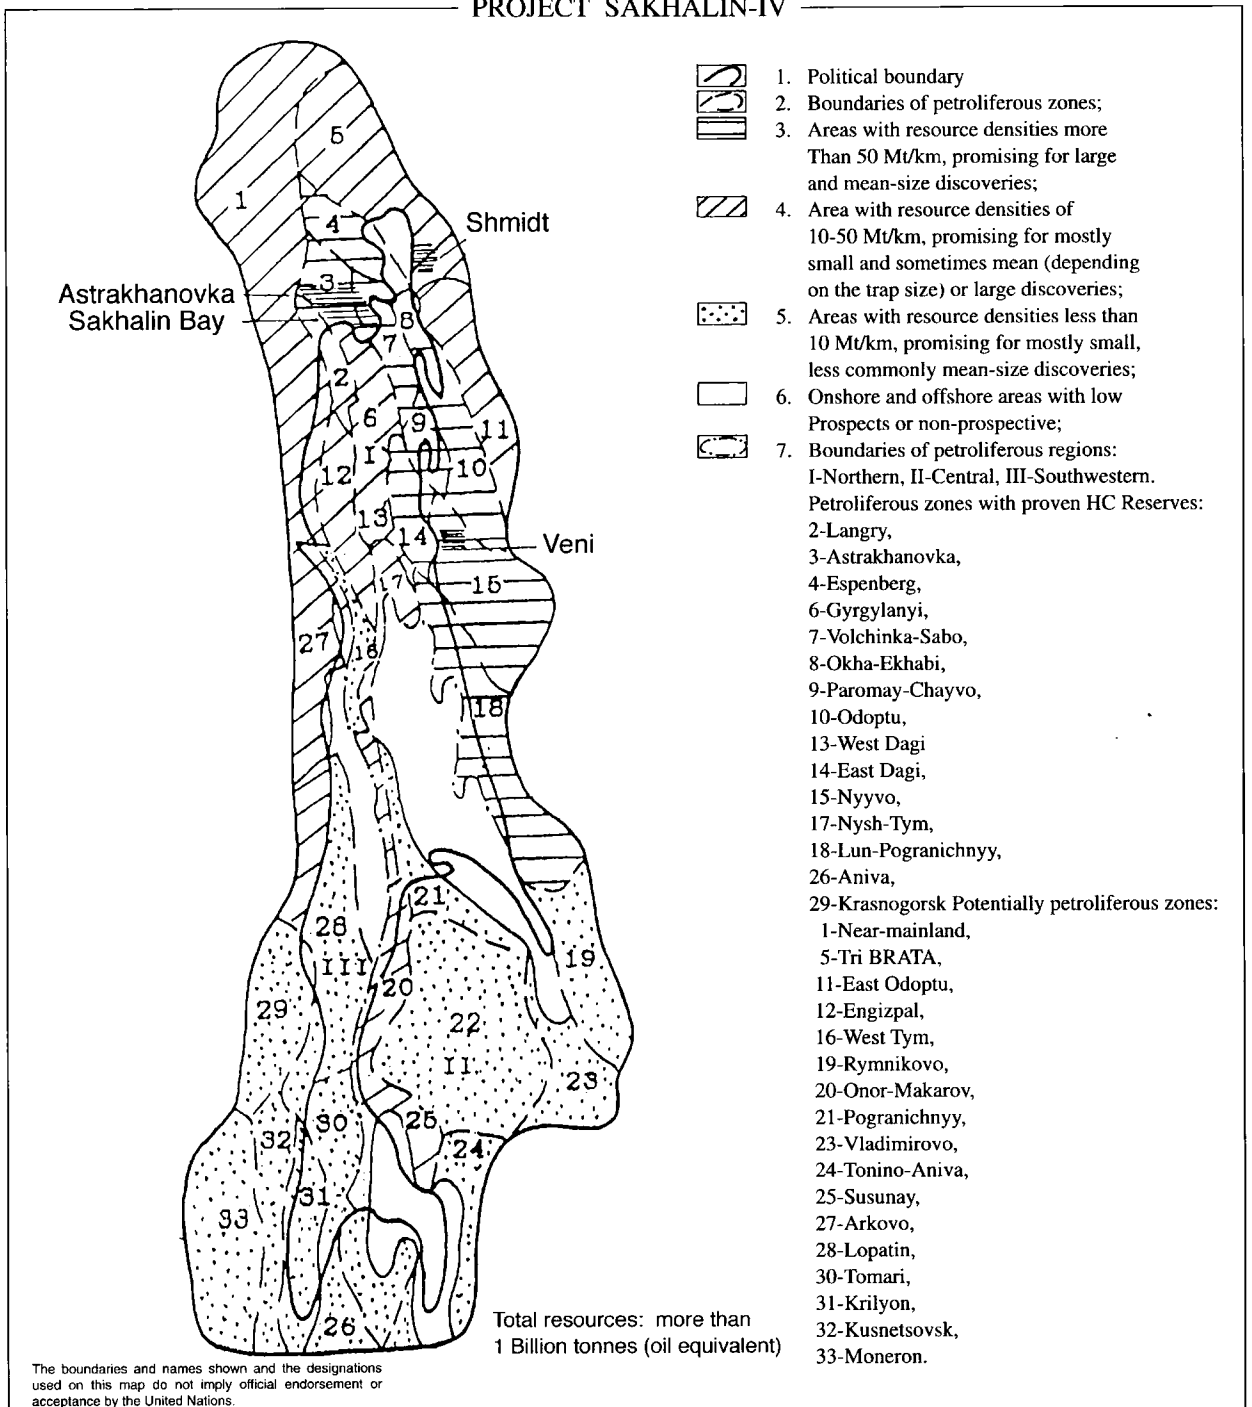 PROJECT SAKHALIN-IV
1. Political boundary
2. Boundaries of petroliferous zones;
3. Areas with resource densities more
Than 50 Mt/km, promising for large
and mean-size discoveries;
4. Area with resource densities of
10-50 Mt/km, promising for mostly
small and sometimes mean (depending
on the trap size) or large discoveries;
5. Areas with resource densities less than
10 Mt/km, promising for mostly small,
less commonly mean-size discoveries;
6. Onshore and offshore areas with low
Prospects or non-prospective;
7. Boundaries of petroliferous regions:
I-Northern, II-Central, III-Southwestern.
Petroliferous zones with proven HC Reserves:
2-Langry,
3-Astrakhanovka,
4-Espenberg,
6-Gyrgylanyi,
7-Volchinka-Sabo,
8-Okha-Ekhabi,
9-Paromay-Chayvo,
10-Odoptu,
13-West Dagi
14-East Dagi,
15-Nyyvo,
17-Nysh-Tym,
18-Lun-Pogranichnyy,
26-Aniva,
29-Krasnogorsk Potentially petroliferous zones:
1-Near-mainland,
5-Tri BRATA,
11-East Odoptu,
12-Engizpal,
16-West Tym,
19-Rymnikovo,
20-Onor-Makarov,
21-Pogranichnyy,
23-Vladimirovo,
24-Tonino-Aniva,
25-Susunay,
27-Arkovo,
28-Lopatin,
30-Tomari,
31-Krilyon,
32-Kusnetsovsk,
33-Moneron.
5
1
4
Shmidt
3
Astrakhanovka
Sakhalin Bay
8
7
2
6
9
11
I
12
10
13
14
Veni
17
15
27
16
18
21
28
III
19
20
29
22
II
23
30
25
32
24
31
33
26
Total resources: more than
1 Billion tonnes (oil equivalent)
The boundaries and names shown and the designations
used on this map do not imply official endorsement or
acceptance by the United Nations.